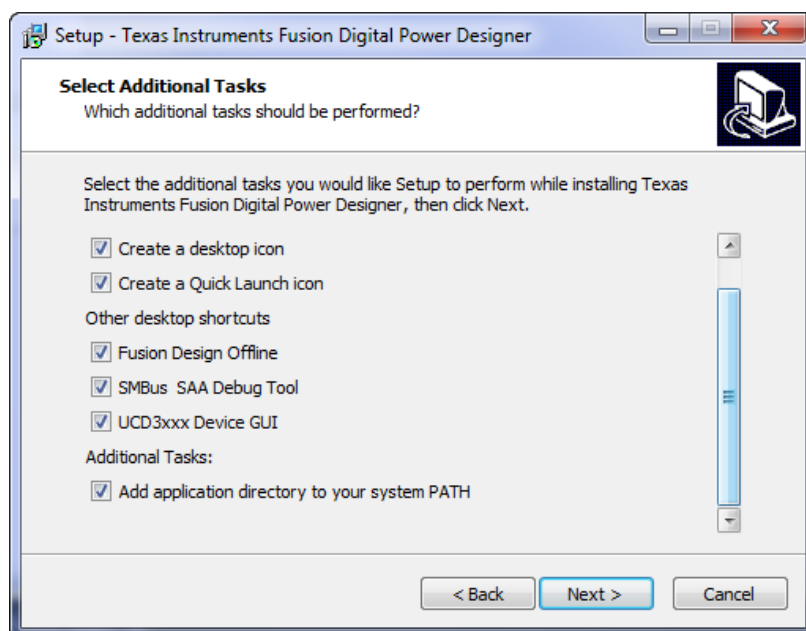 Setup - Texas Instruments Fusion Digital Power Designer
Select Additional Tasks
Which additional tasks should be performed?
Select the additional tasks you would like Setup to perform while installing Texas
Instruments Fusion Digital Power Designer, then click Next.
Create a desktop icon
Create a Quick Launch icon
Other desktop shortcuts
Fusion Design Offline
SMBus  SAA Debug Tool
UCD3xxx Device GUI
Additional Tasks:
Add application directory to your system PATH
< Back
Next >
Cancel